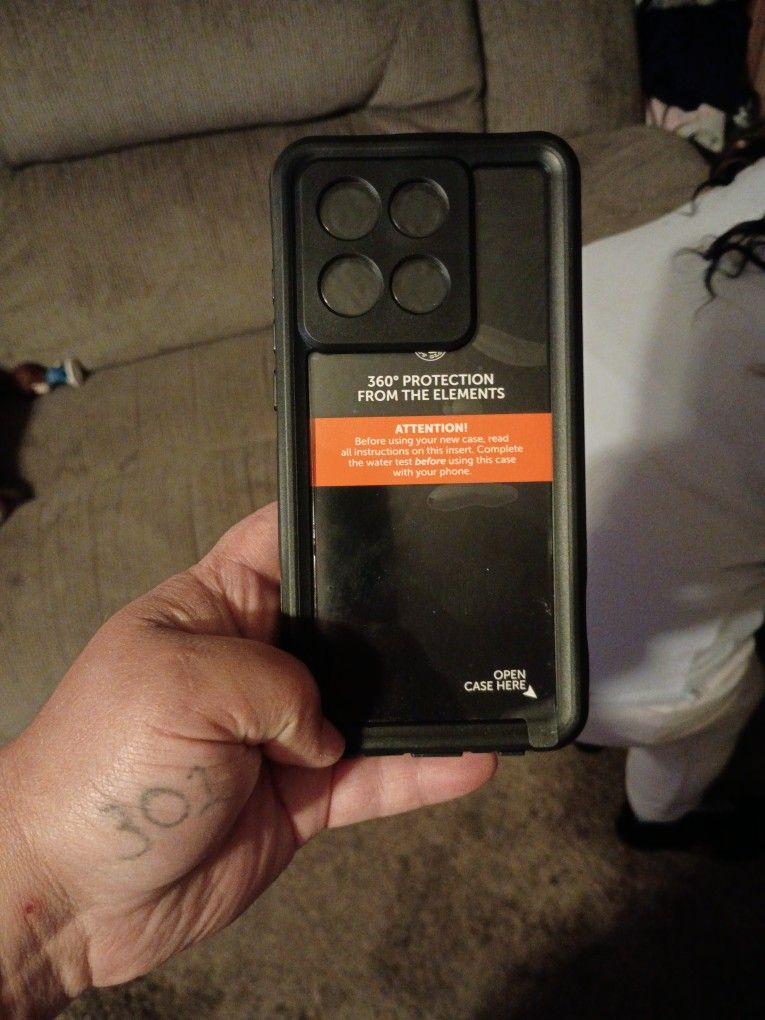 360° PROTECTION
FROM THE ELEMENTS
ATTENTION!
Before using your new case, read
all instructions on this insert. Complete
the water test before using this case
with your phone.
OPEN
CASE HERE
302